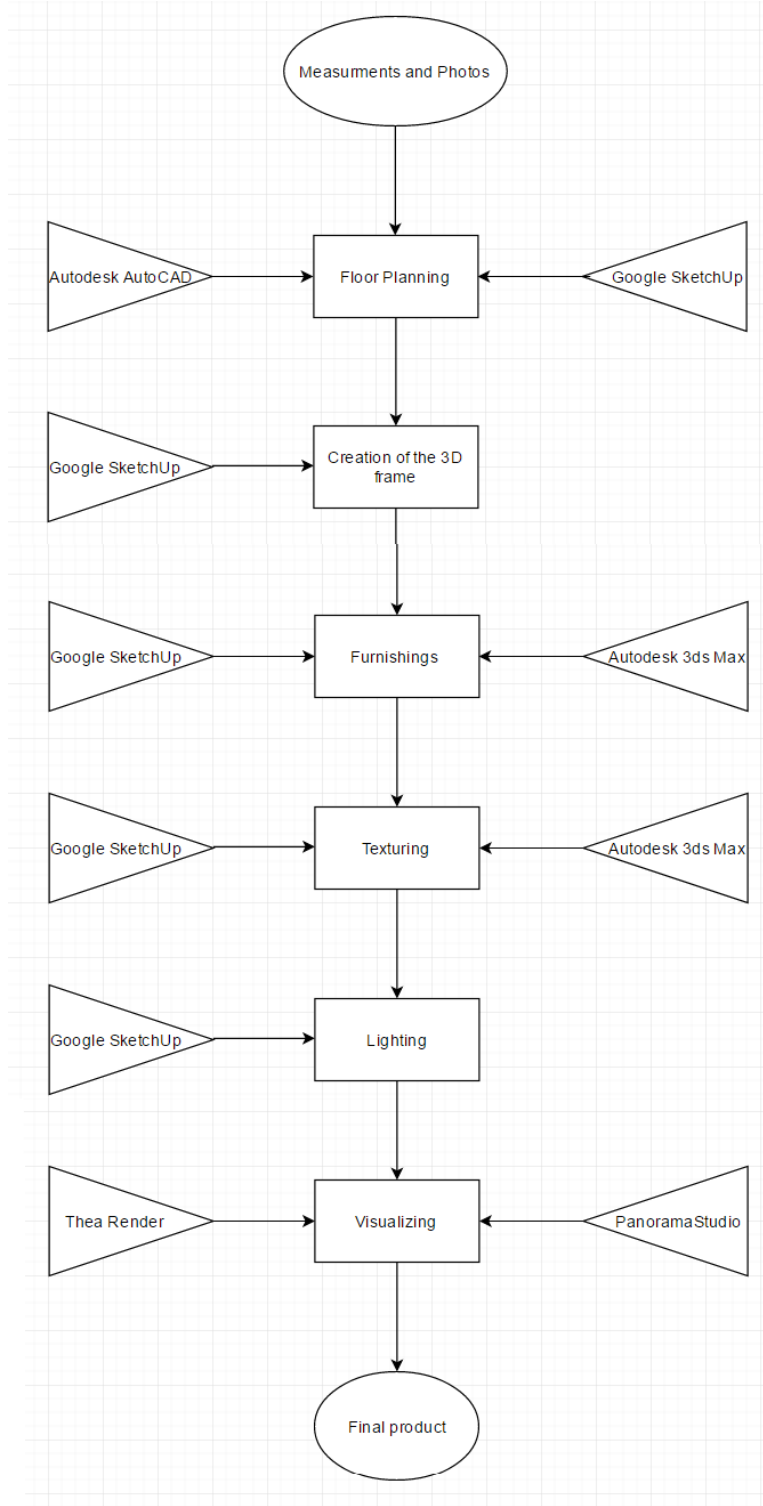 Measurments and Photos
Autodesk AutoCAD
Floor Planning
Google SketchUp
Google SketchUp
Creation of the 3D
frame
Google SketchUp
Furnishings
Autodesk 3ds Max
Google SketchUp
Texturing
Autodesk 3ds Max
Google SketchUp
Lighting
Thea Render
Visualizing
PanoramaStudio
Final product